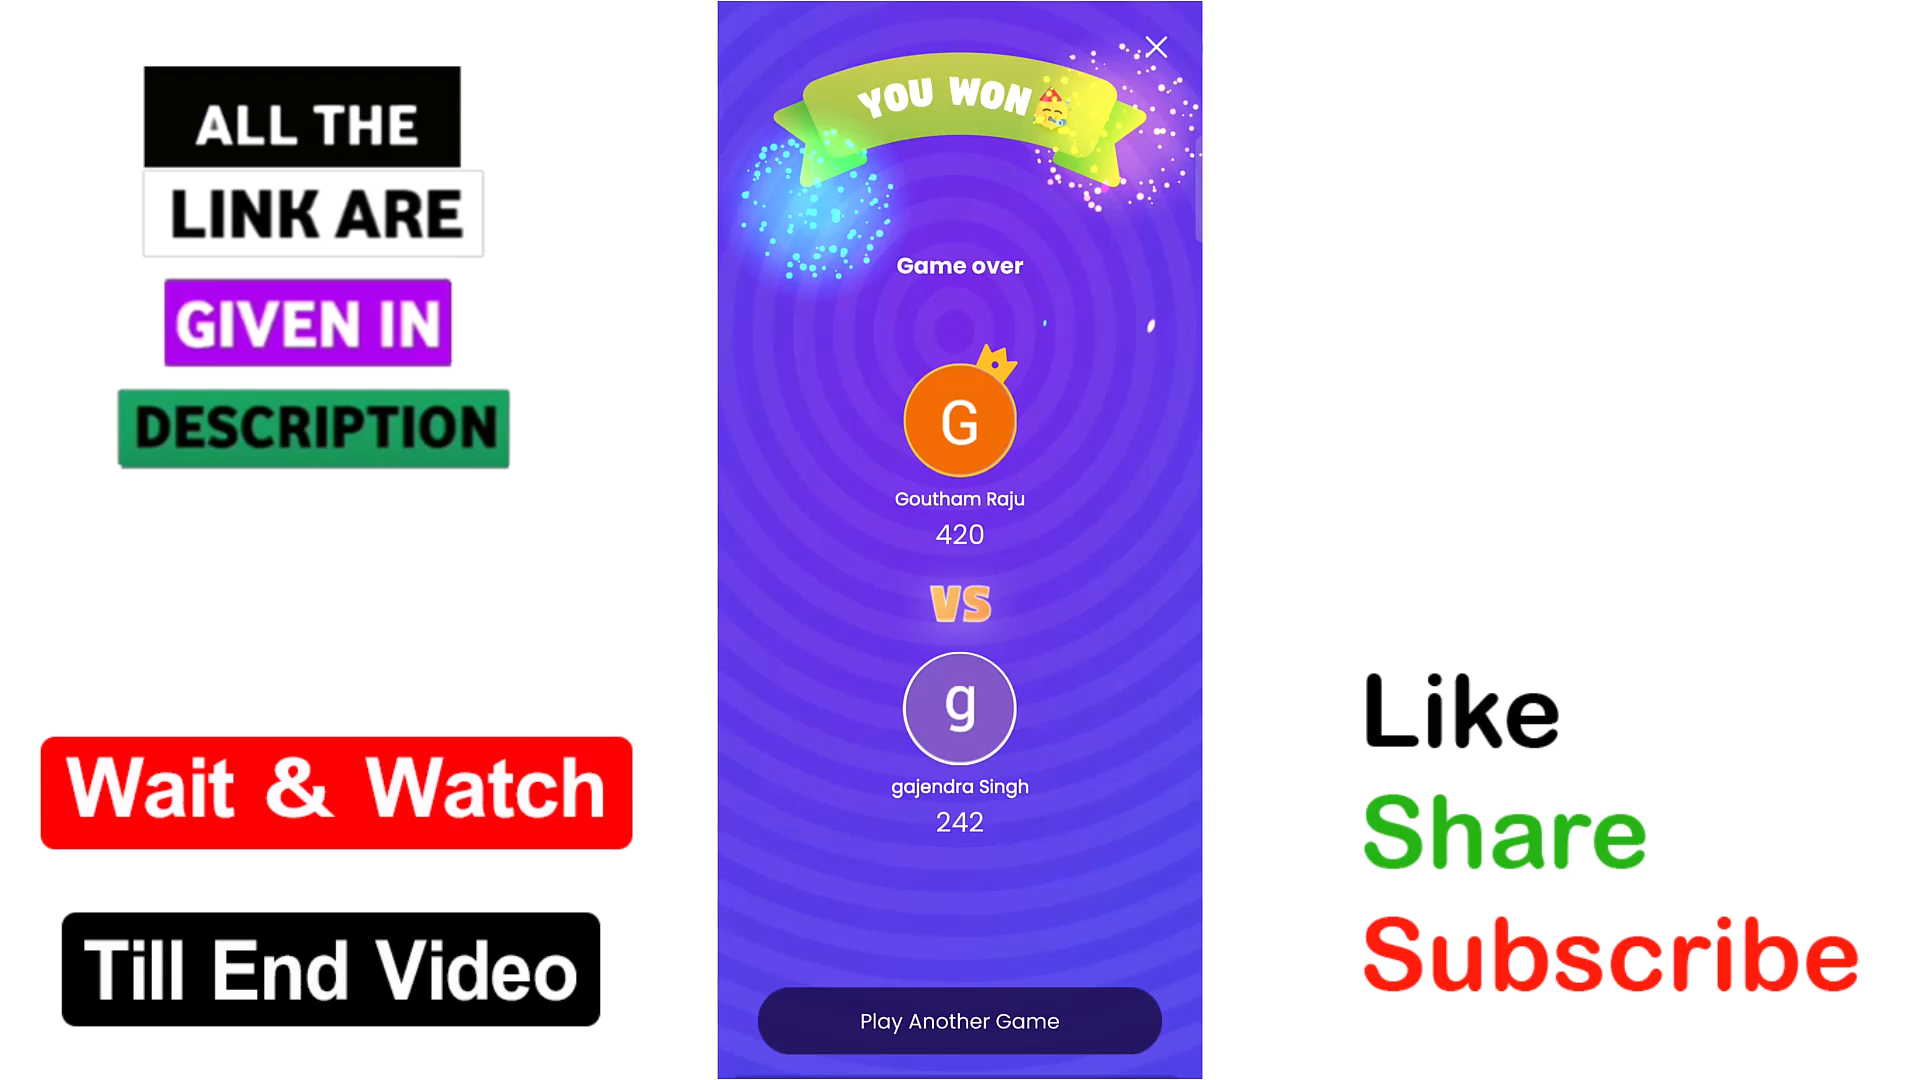 ALL THE
LINK ARE
GIVEN IN
DESCRIPTION
Wait & Watch
Till End Video
YOU WON
Game over
G
Goutham Raju
420
VS
g
gajendra Singh
242
Play Another Game
Like
Share
Subscribe